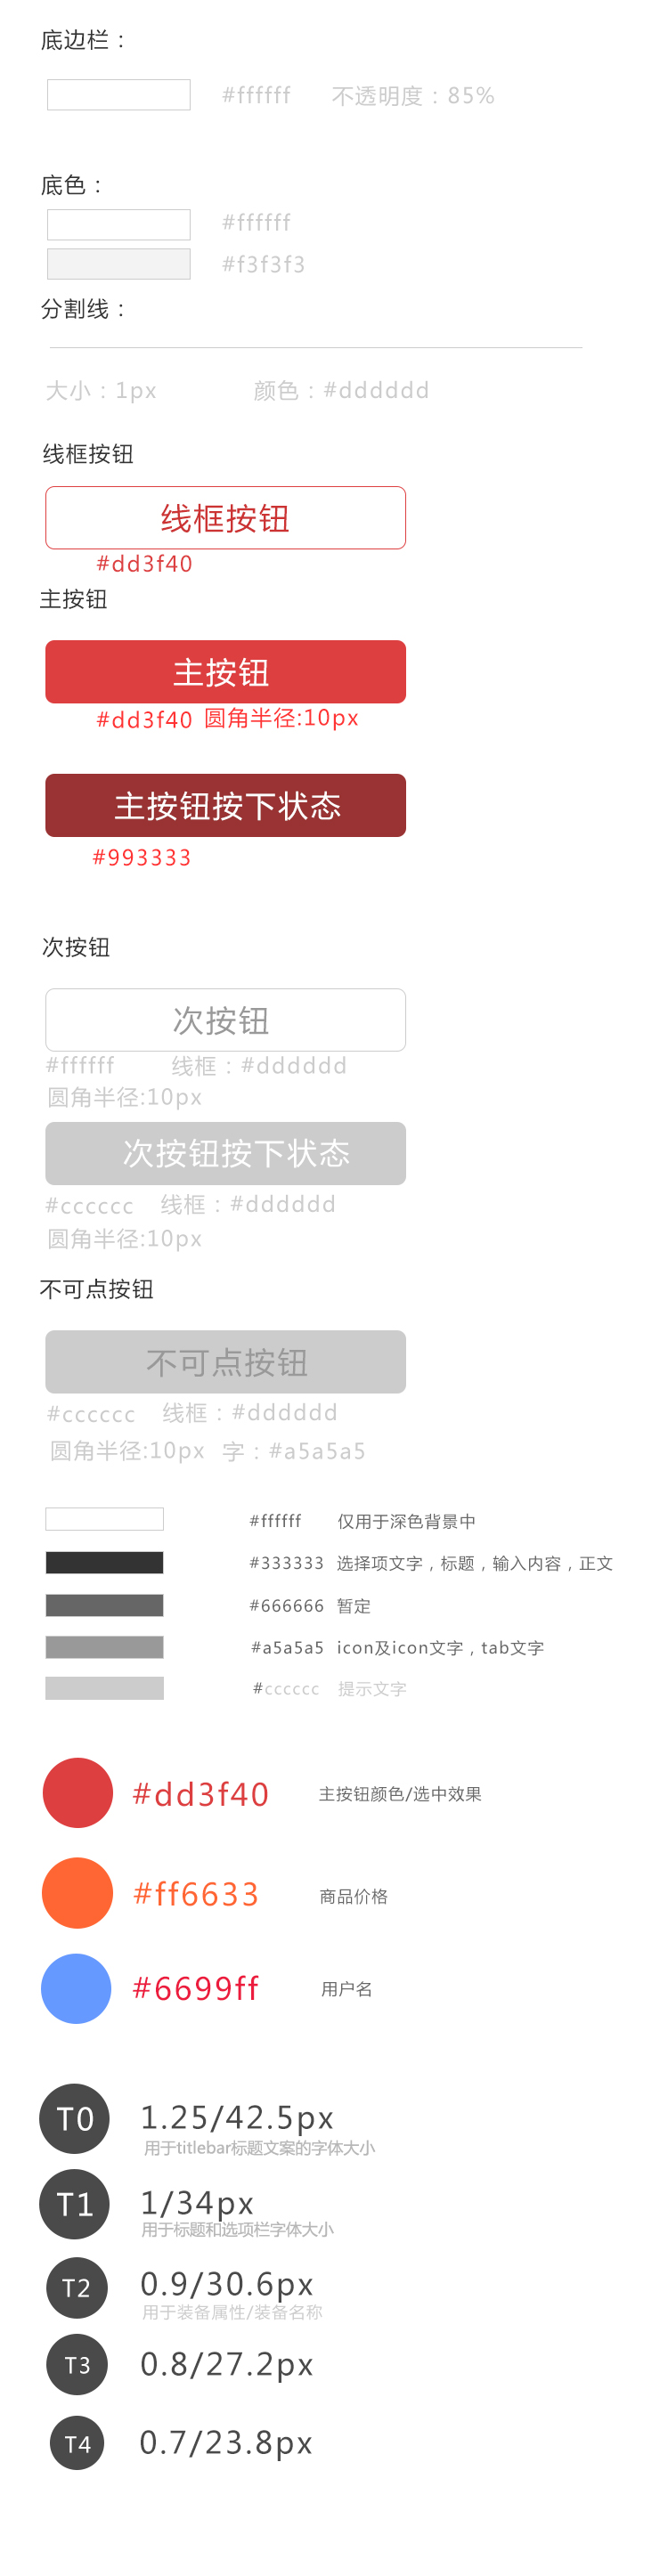 底边栏：
#ffffff 不透明度：85%
底色：
#ffffff
#f3f3f3
分割线：
大小：1px 颜色：#dddddd
线框按钮
线框按钮
#dd3f40
主按钮
主按钮
#dd3f40 圆角半径:10px
主按钮按下状态
#993333
次按钮
次按钮
#ffffff 线框：#dddddd
圆角半径:10px
次按钮按下状态
#cccccc 线框：#dddddd
圆角半径:10px
不可点按钮
不可点按钮
#cccccc 线框：#dddddd
圆角半径:10px 字：#a5a5a5
#ffffff 仅用于深色背景中
#333333 选择项文字，标题，输入内容，正文
#666666 暂定
#a5a5a5 icon及icon文字，tab文字
#cccccc 提示文字
#dd3f40 主按钮颜色/选中效果
#ff6633 商品价格
#6699ff 用户名
T0 1.25/42.5px
用于titlebar标题文案的字体大小
T1 1/34px
用于标题和选项栏字体大小
T2 0.9/30.6px
用于装备属性/装备名称
T3 0.8/27.2px
T4 0.7/23.8px